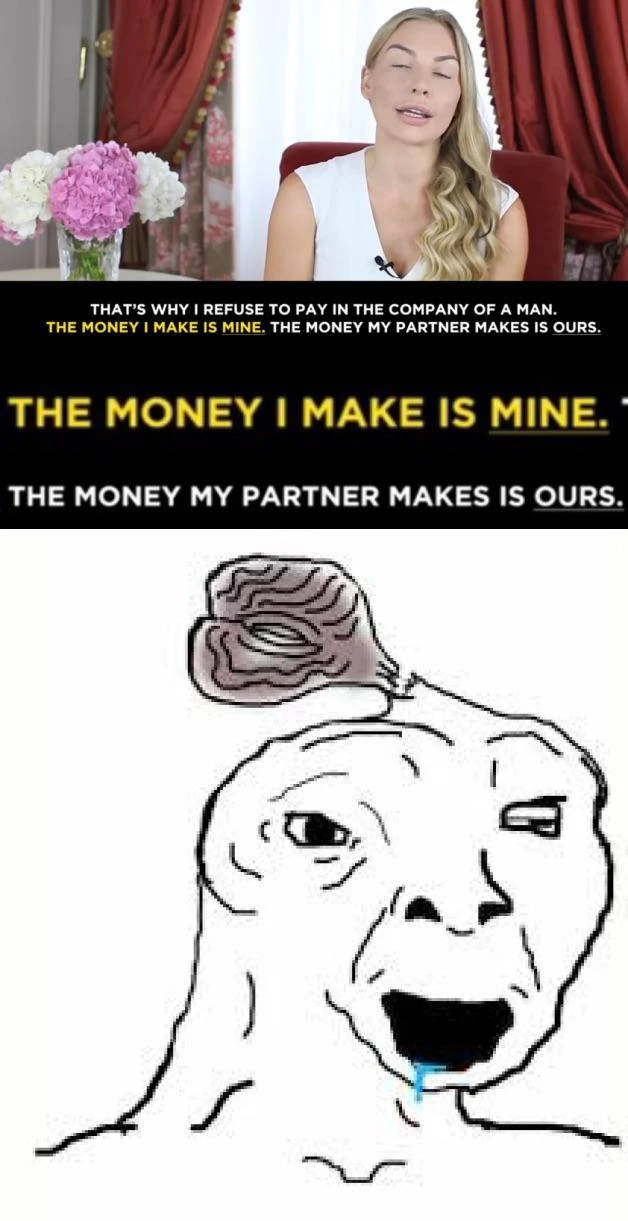 THAT'S WHY I REFUSE TO PAY IN THE COMPANY OF A MAN.
THE MONEY I MAKE IS MINE. THE MONEY MY PARTNER MAKES IS OURS.
THE MONEY I MAKE IS MINE.
THE MONEY MY PARTNER MAKES IS OURS.